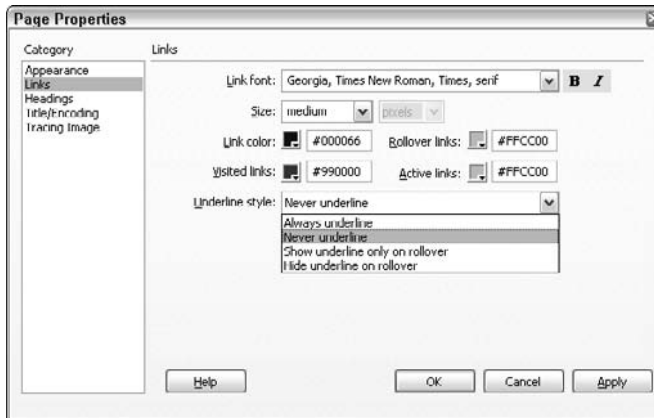 Page Properties
Category
Links
Appearance
Links
Headings
Title/Encoding
Tracing Image
Link font: Georgia, Times New Roman, Times, serif B I
Size: medium pixels
Link color: #000066 Rollover links: #FFCC00
Visited links: #990000 Active links: #FFCC00
Underline style: Never underline
Always underline
Never underline
Show underline only on rollover
Hide underline on rollover
Help OK Cancel Apply